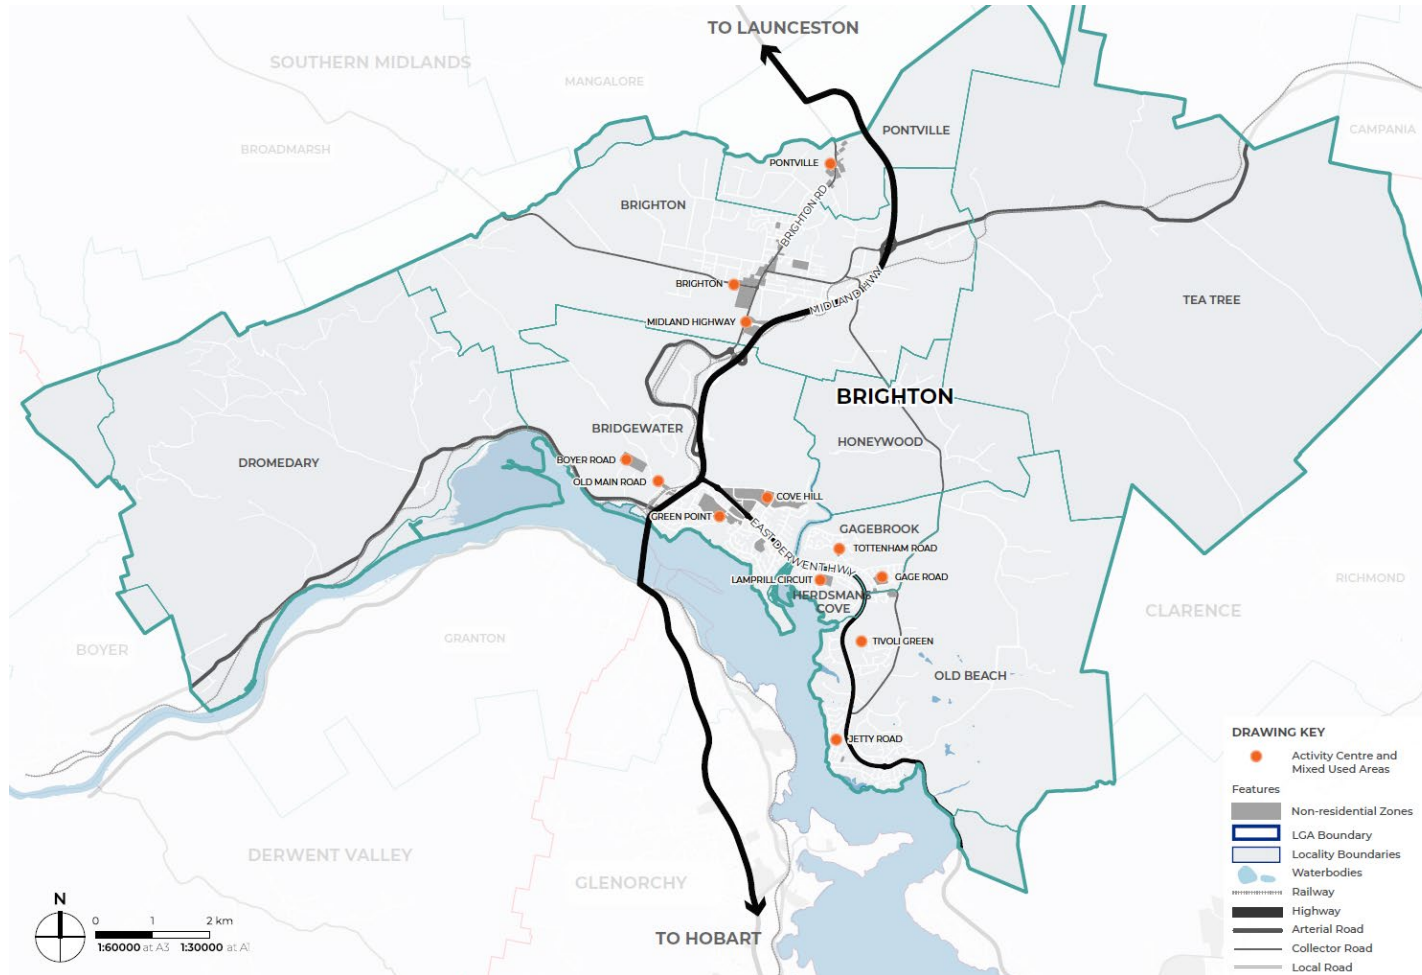 TO LAUNCESTON
SOUTHERN MIDLANDS
MANGALORE
BROADMARSH
PONTVILLE
CAMPANIA
PONTVILLE
BRIGHTON
BRIGHTON RD
BRIGHTON
MIDLAND HWY
MIDLAND HIGHWAY
TEA TREE
BRIGHTON
BRIDGEWATER
HONEYWOOD
DROMEDARY
BOYER ROAD
OLD MAIN ROAD
COVE HILL
GREEN POINT
EAST DERWENT HWY
GAGEBROOK
TOTTENHAM ROAD
LAMPRILL CIRCUIT
GAGE ROAD
HERDSMANS
COVE
RICHMOND
CLARENCE
BOYER
GRANTON
TIVOLI GREEN
OLD BEACH
JETTY ROAD
DERWENT VALLEY
GLENORCHY
TO HOBART
N
0 1 2 km
1:60000 at A3 1:30000 at A1
DRAWING KEY
Activity Centre and
Mixed Used Areas
Features
Non-residential Zones
LGA Boundary
Locality Boundaries
Waterbodies
Railway
Highway
Arterial Road
Collector Road
Local Road